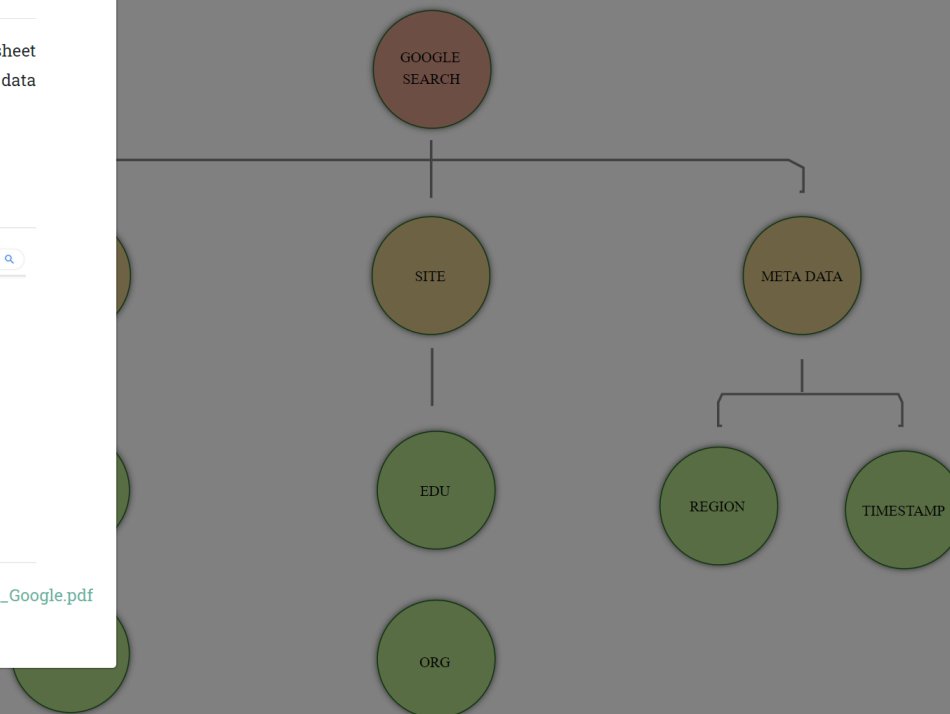 sheet
data
_Google.pdf
GOOGLE
SEARCH
SITE
META DATA
EDU
REGION
TIMESTAMP
ORG